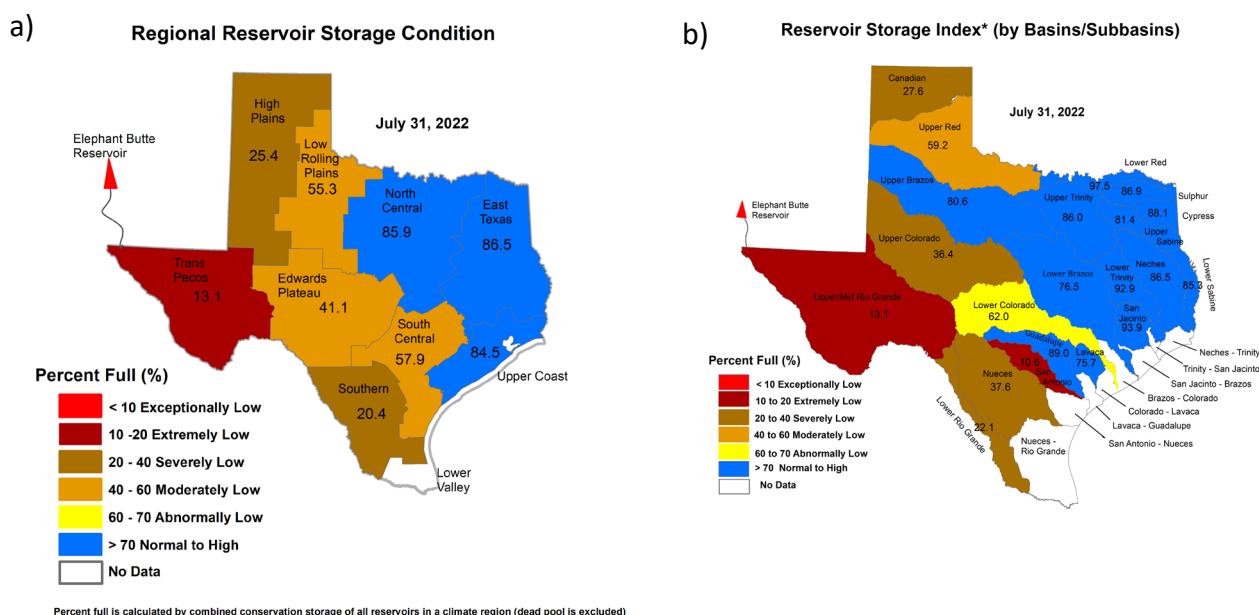 a)
Regional Reservoir Storage Condition
July 31, 2022
Elephant Butte
Reservoir
High
Plains
25.4
Low
Rolling
Plains
55.3
North
Central
85.9
East
Texas
86.5
Trans
Pecos
13.1
Edwards
Plateau
41.1
South
Central
57.9
84.5
Upper Coast
Southern
20.4
Lower
Valley
Percent Full (%)
< 10 Exceptionally Low
10 -20 Extremely Low
20 - 40 Severely Low
40 - 60 Moderately Low
60 - 70 Abnormally Low
> 70 Normal to High
No Data
Percent full is calculated by combined conservation storage of all reservoirs in a climate region (dead pool is excluded)
b)
Reservoir Storage Index* (by Basins/Subbasins)
July 31, 2022
Elephant Butte
Reservoir
Canadian
27.6
Upper Red
59.2
Lower Red
97.5
86.9
Sulphur
Upper Brazos
80.6
Upper Trinity
86.0
81.4
88.1
Cypress
Upper
Sabine
Upper Colorado
36.4
Lower Brazos
76.5
Lower
Trinity
92.9
Neches
86.5
85.3
Lower
Sabine
Upper/Mid Rio Grande
13.1
Lower Colorado
62.0
San
Jacinto
93.9
Guadalupe
89.0
Lavaca
75.7
10.6
San
Antonio
Nueces
37.6
22.1
Lower Rio Grande
Nueces -
Rio Grande
Neches - Trinity
Trinity - San Jacinto
San Jacinto - Brazos
Brazos - Colorado
Colorado - Lavaca
Lavaca - Guadalupe
San Antonio - Nueces
Percent Full (%)
< 10 Exceptionally Low
10 to 20 Extremely Low
20 to 40 Severely Low
40 to 60 Moderately Low
60 to 70 Abnormally Low
> 70 Normal to High
No Data